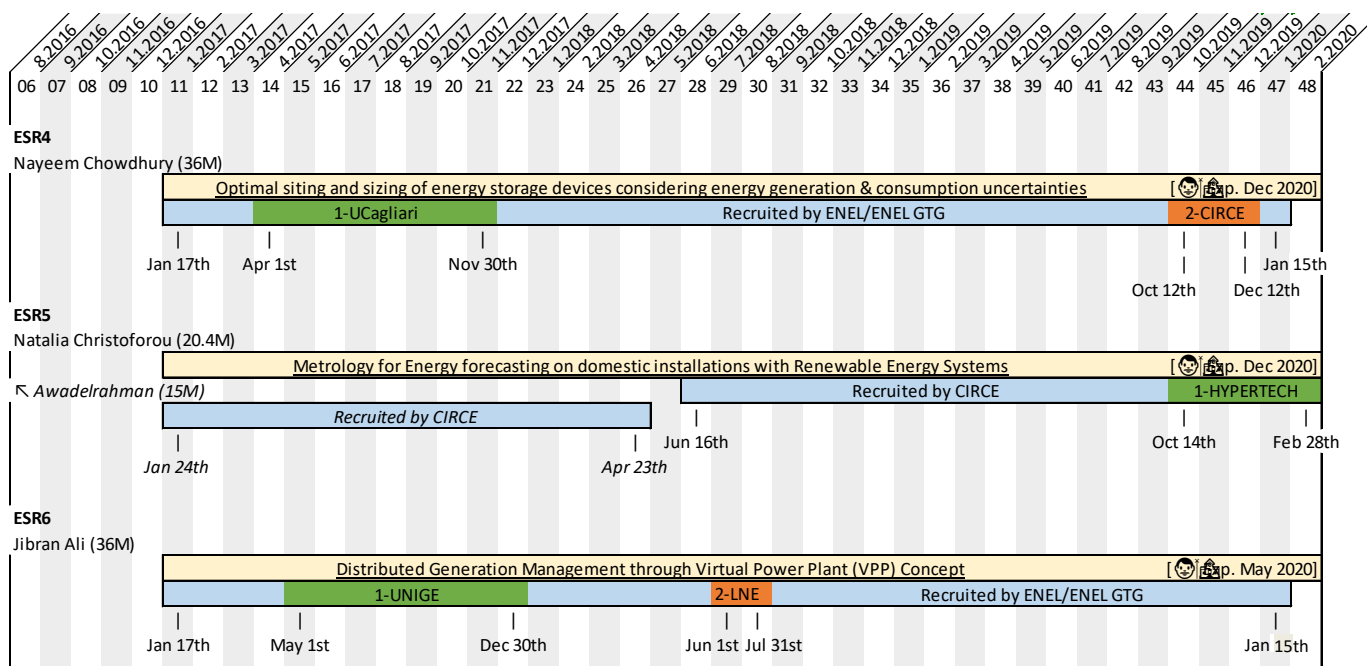 8.2016 9.2016 10.2016 11.2016 12.2016 1.2017 2.2017 3.2017 4.2017 5.2017 6.2017 7.2017 8.2017 9.2017 10.2017 11.2017 12.2017 1.2018 2.2018 3.2018 4.2018 5.2018 6.2018 7.2018 8.2018 9.2018 10.2018 11.2018 12.2018 1.2019 2.2019 3.2019 4.2019 5.2019 6.2019 7.2019 8.2019 9.2019 10.2019 11.2019 12.2019 1.2020 2.2020
06 07 08 09 10 11 12 13 14 15 16 17 18 19 20 21 22 23 24 25 26 27 28 29 30 31 32 33 34 35 36 37 38 39 40 41 42 43 44 45 46 47 48
ESR4
Nayeem Chowdhury (36M)
Optimal siting and sizing of energy storage devices considering energy generation & consumption uncertainties [ Exp. Dec 2020]
1-UCagliari Recruited by ENEL/ENEL GTG 2-CIRCE
Jan 17th Apr 1st Nov 30th Jan 15th
Oct 12th Dec 12th
ESR5
Natalia Christoforou (20.4M)
Metrology for Energy forecasting on domestic installations with Renewable Energy Systems [ Exp. Dec 2020]
↖ Awadelrahman (15M) Recruited by CIRCE 1-HYPERTECH
Recruited by CIRCE
Jun 16th Oct 14th Feb 28th
Jan 24th Apr 23th
ESR6
Jibran Ali (36M)
Distributed Generation Management through Virtual Power Plant (VPP) Concept [ Exp. May 2020]
1-UNIGE 2-LNE Recruited by ENEL/ENEL GTG
Jan 17th May 1st Dec 30th Jun 1st Jul 31st Jan 15th